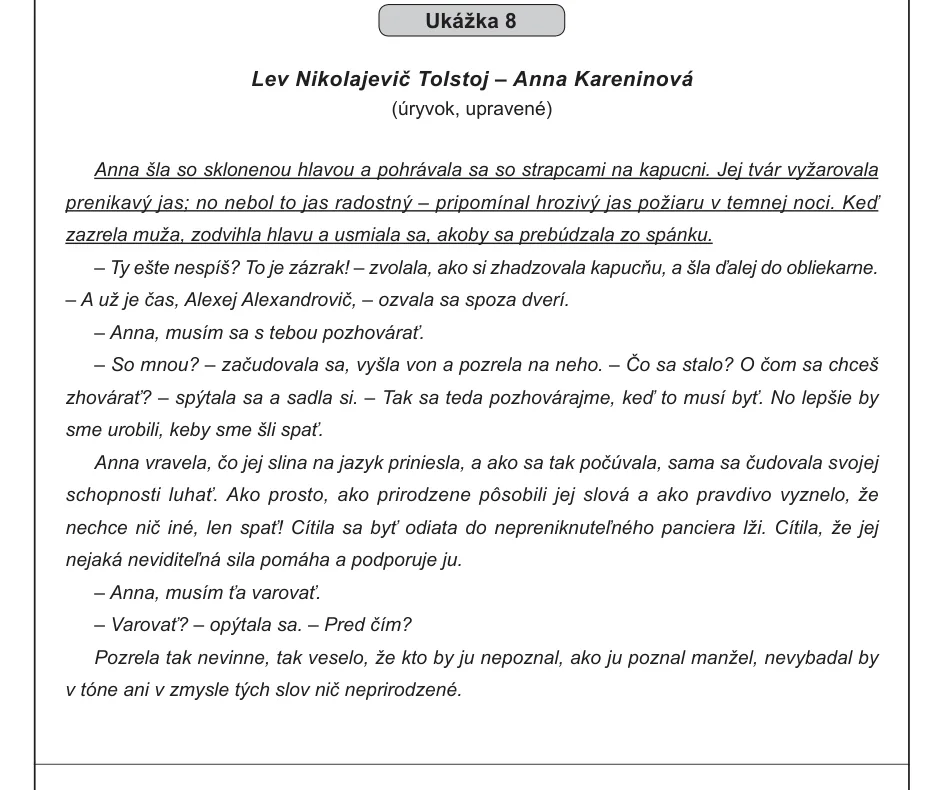 Ukážka 8
Lev Nikolajevič Tolstoj – Anna Kareninová
(úryvok, upravené)
Anna šla so sklonenou hlavou a pohrávala sa so strapcami na kapucni. Jej tvár vyžarovala
prenikavý jas; no nebol to jas radostný – pripomínal hrozivý jas požiaru v temnej noci. Keď
zazrela muža, zodvihla hlavu a usmiala sa, akoby sa prebúdzala zo spánku.
– Ty ešte nespíš? To je zázrak! – zvolala, ako si zhadzovala kapucňu, a šla ďalej do obliekarne.
– A už je čas, Alexej Alexandrovič, – ozvala sa spoza dverí.
– Anna, musím sa s tebou pozhovárať.
– So mnou? – začudovala sa, vyšla von a pozrela na neho. – Čo sa stalo? O čom sa chceš
zhovárať? – spýtala sa a sadla si. – Tak sa teda pozhovárajme, keď to musí byť. No lepšie by
sme urobili, keby sme šli spať.
Anna vravela, čo jej slina na jazyk priniesla, a ako sa tak počúvala, sama sa čudovala svojej
schopnosti luhať. Ako prosto, ako prirodzene pôsobili jej slová a ako pravdivo vyznelo, že
nechce nič iné, len spať! Cítila sa byť odiata do nepreniknuteľného panciera lži. Cítila, že jej
nejaká neviditeľná sila pomáha a podporuje ju.
– Anna, musím ťa varovať.
– Varovať? – opýtala sa. – Pred čím?
Pozrela tak nevinne, tak veselo, že kto by ju nepoznal, ako ju poznal manžel, nevybadal by
v tóne ani v zmysle tých slov nič neprirodzené.